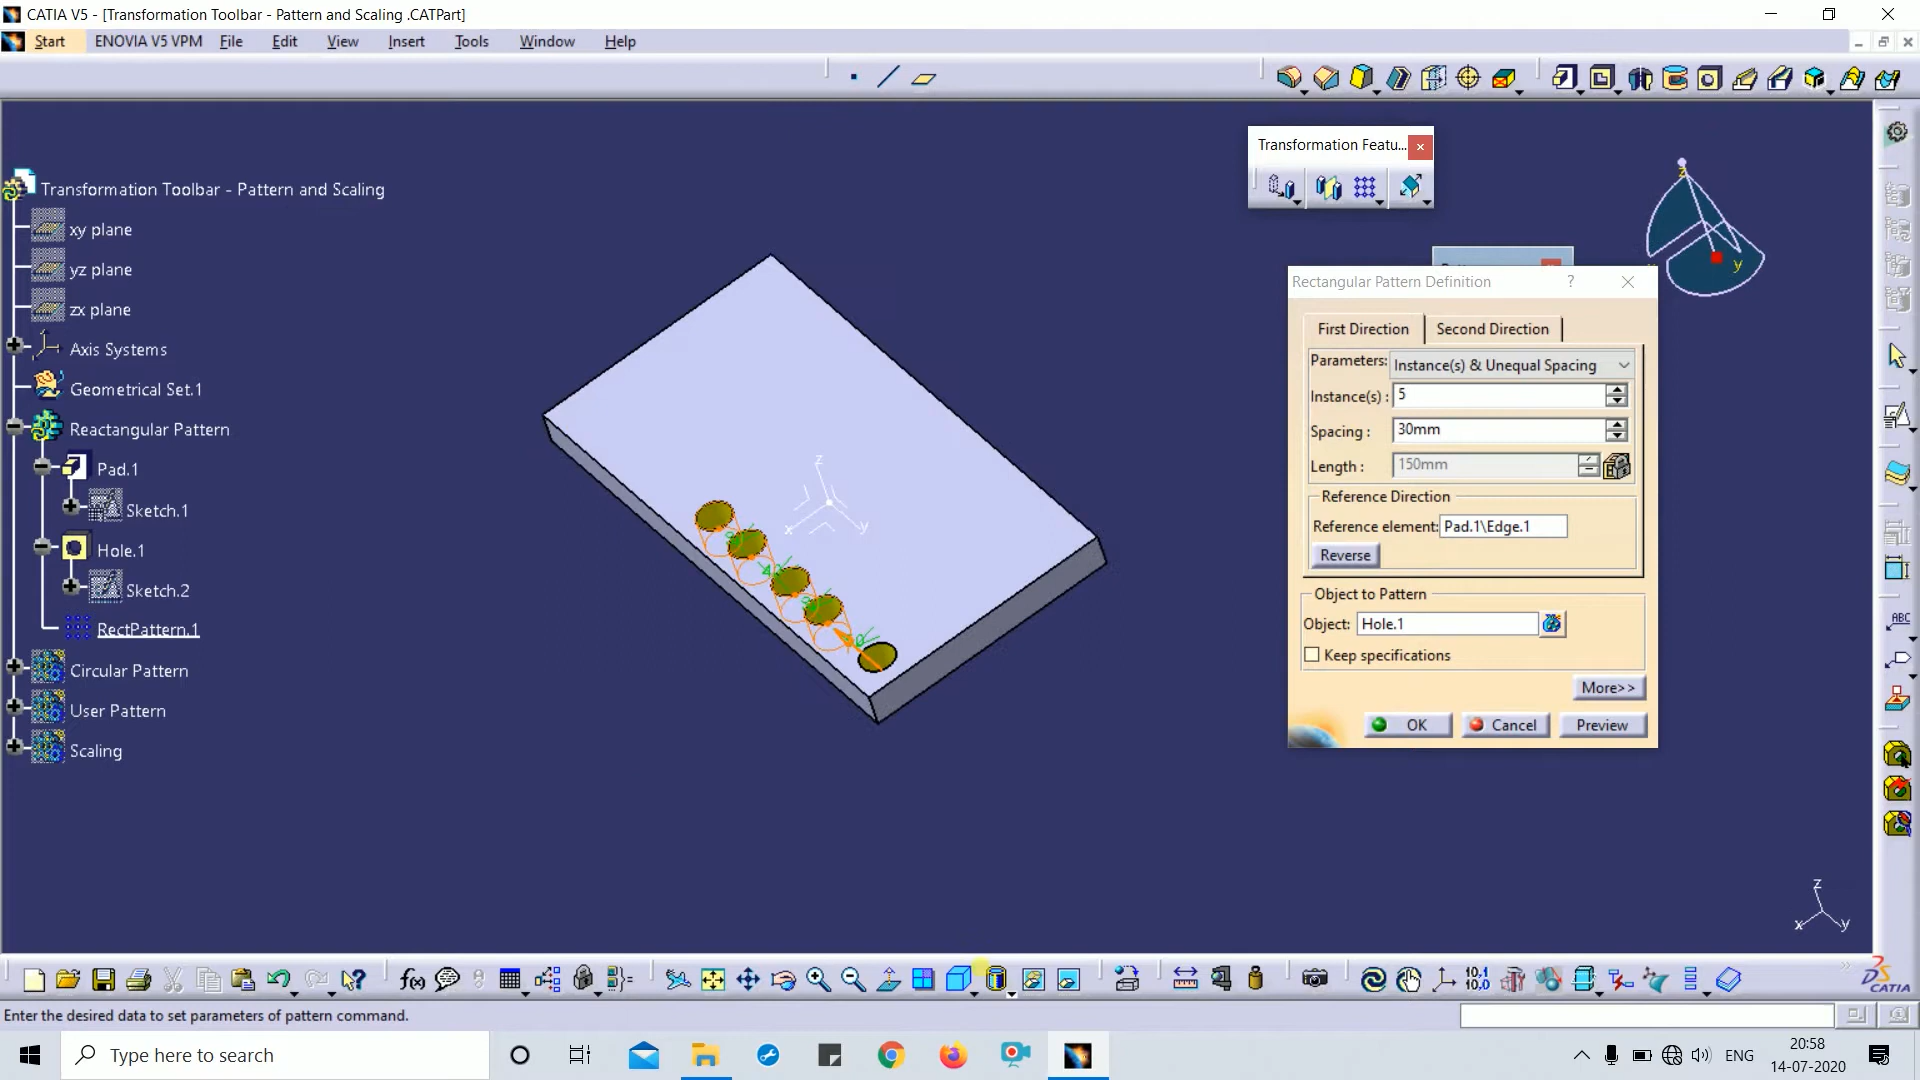 CATIA V5 - [Transformation Toolbar - Pattern and Scaling .CATPart]
Start ENOVIA V5 VPM File Edit View Insert Tools Window Help
Transformation Featu...
Transformation Toolbar - Pattern and Scaling
xy plane
yz plane
zx plane
Axis Systems
Geometrical Set.1
Reactangular Pattern
Pad.1
Sketch.1
Hole.1
Sketch.2
RectPattern.1
Circular Pattern
User Pattern
Scaling
z
x
y
z
y
Rectangular Pattern Definition ?
First Direction Second Direction
Parameters: Instance(s) & Unequal Spacing
Instance(s) : 5
Spacing : 30mm
Length : 150mm
Reference Direction
Reference element: Pad.1\Edge.1
Reverse
Object to Pattern
Object: Hole.1
Keep specifications
More>>
OK Cancel Preview
ABC
z
x
y
f(x)
10.1
10.0
CATIA
Enter the desired data to set parameters of pattern command.
Type here to search
ENG
20:58
14-07-2020